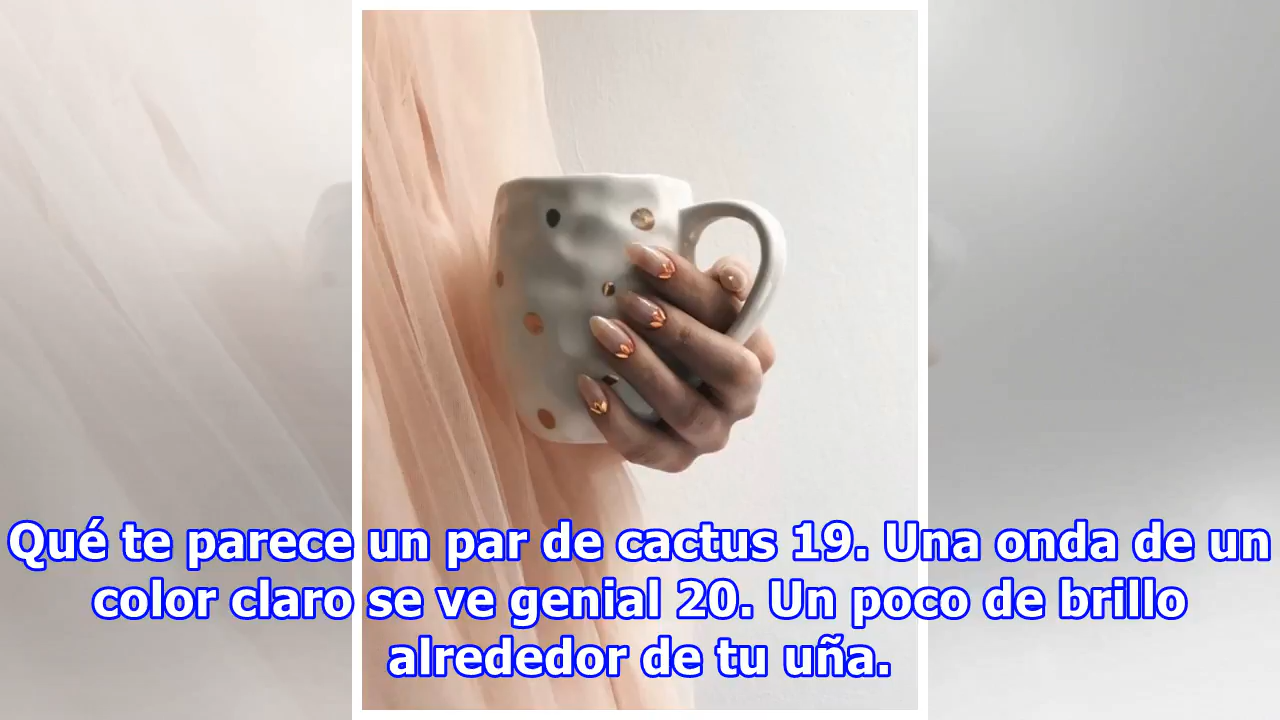 Qué te parece un par de cactus 19. Una onda de un
color claro se ve genial 20. Un poco de brillo
alrededor de tu uña.